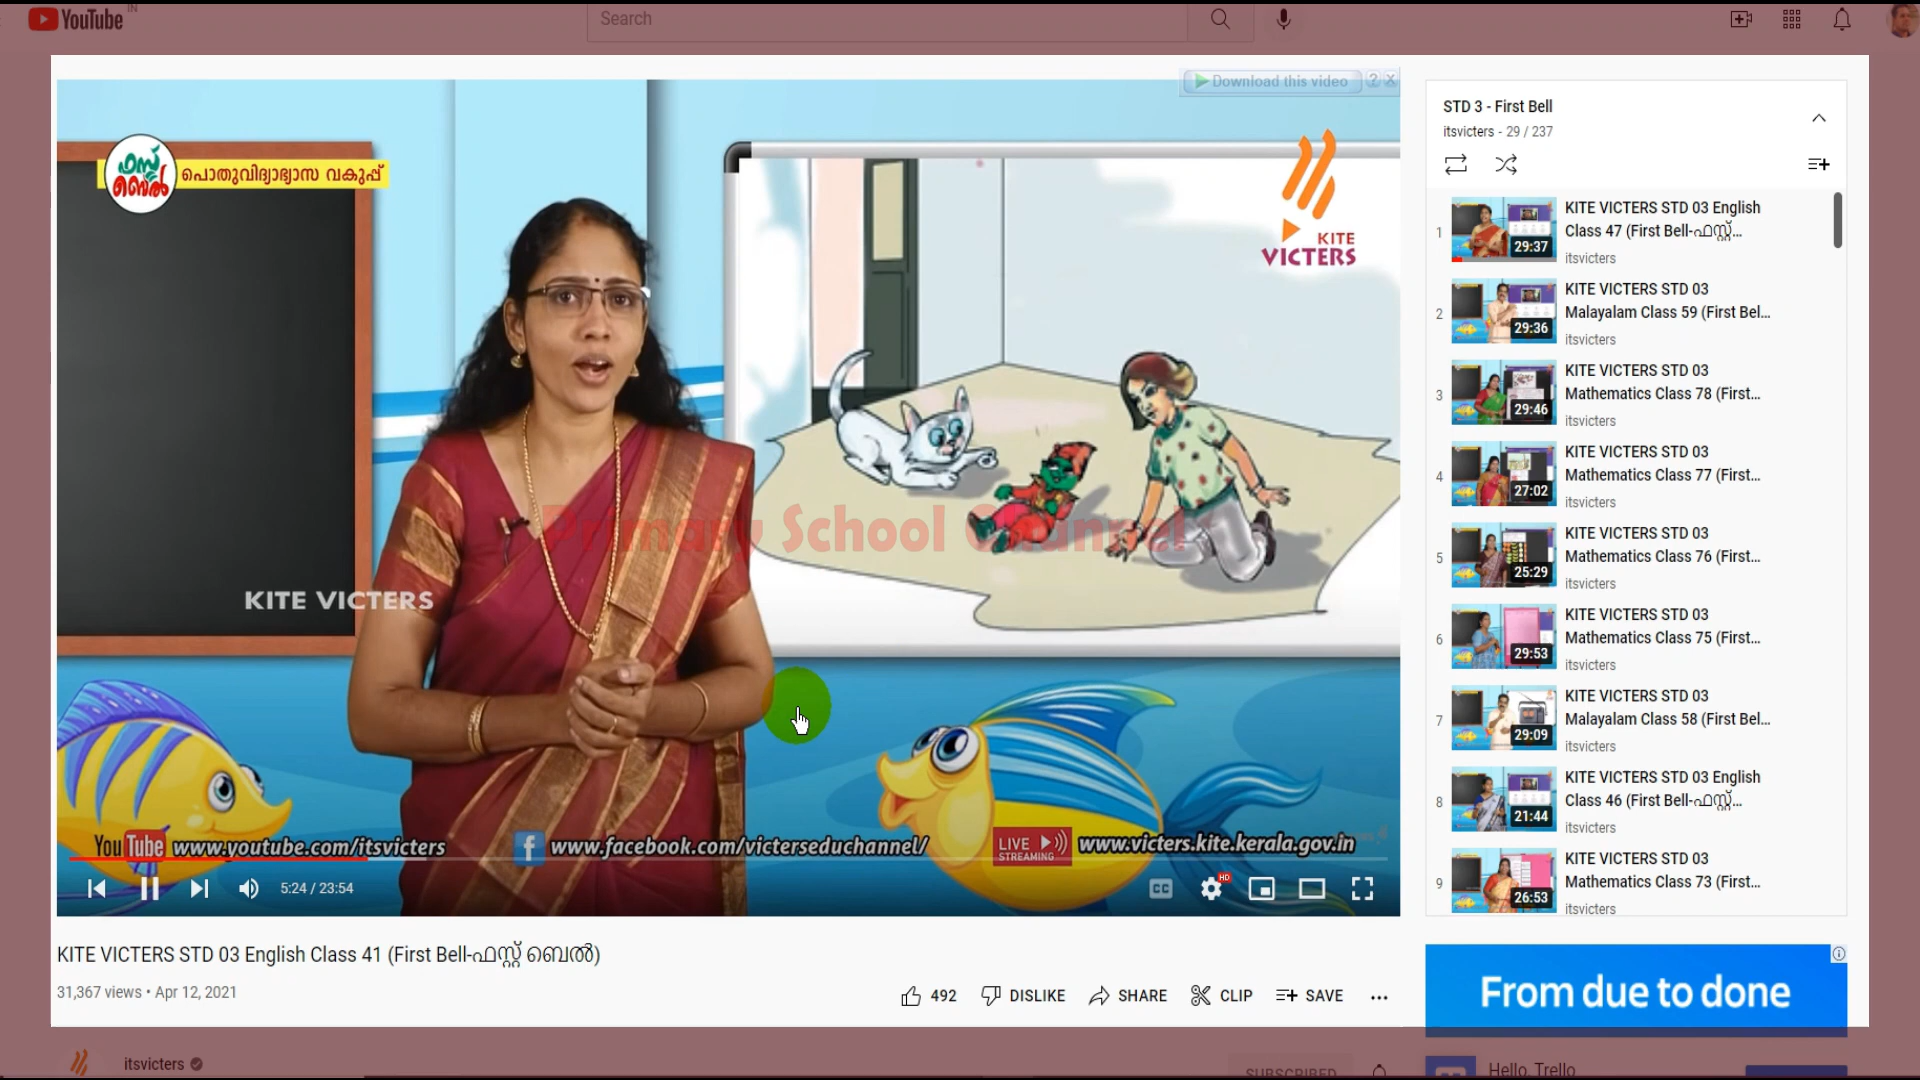 YouTube IN
Search
Download this video ? X
ഫസ്റ്റ്
ബെൽ
പൊതുവിദ്യാഭ്യാസ വകുപ്പ്
KITE
VICTERS
Primary School Channel
KITE VICTERS
YouTube www.youtube.com/itsvicters
f www.facebook.com/victerseduchannel/
LIVE
STREAMING
www.victers.kite.kerala.gov.in
5:24 / 23:54
CC
HD
KITE VICTERS STD 03 English Class 41 (First Bell-ഫസ്റ്റ് ബെൽ)
31,367 views • Apr 12, 2021
492 DISLIKE SHARE CLIP SAVE ...
itsvicters
SUBSCRIBED
STD 3 - First Bell
itsvicters - 29 / 237
1
29:37
KITE VICTERS STD 03 English
Class 47 (First Bell-ഫസ്റ്റ്...
itsvicters
2
29:36
KITE VICTERS STD 03
Malayalam Class 59 (First Bel...
itsvicters
3
29:46
KITE VICTERS STD 03
Mathematics Class 78 (First...
itsvicters
4
27:02
KITE VICTERS STD 03
Mathematics Class 77 (First...
itsvicters
5
25:29
KITE VICTERS STD 03
Mathematics Class 76 (First...
itsvicters
6
29:53
KITE VICTERS STD 03
Mathematics Class 75 (First...
itsvicters
7
29:09
KITE VICTERS STD 03
Malayalam Class 58 (First Bel...
itsvicters
8
21:44
KITE VICTERS STD 03 English
Class 46 (First Bell-ഫസ്റ്റ്...
itsvicters
9
26:53
KITE VICTERS STD 03
Mathematics Class 73 (First...
itsvicters
From due to done
Hello, Trello